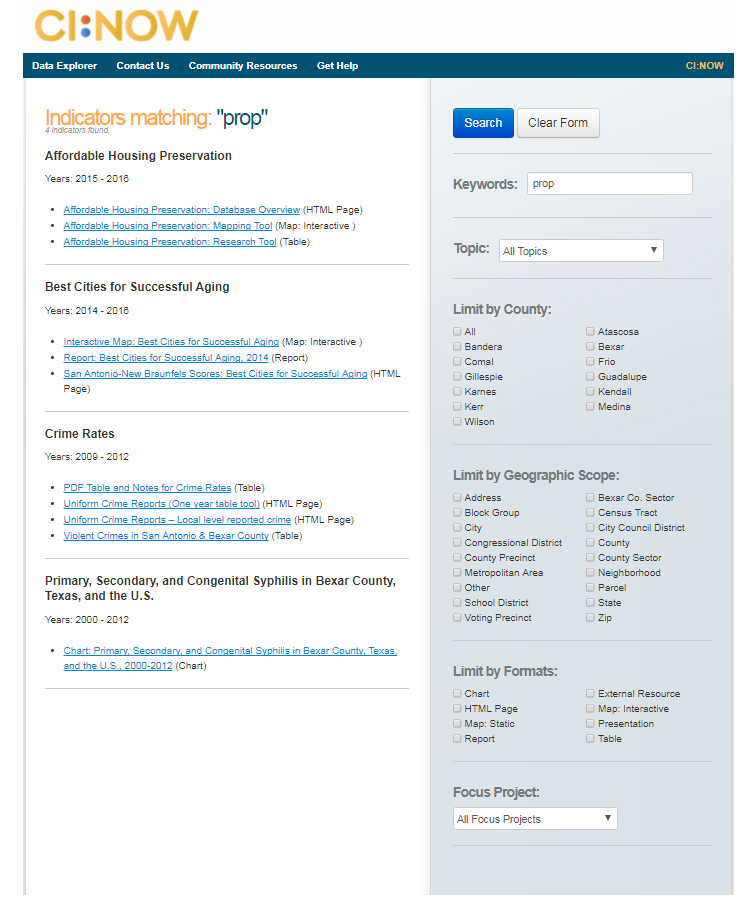 CI:NOW
Data Explorer Contact Us Community Resources Get Help CI:NOW
Indicators matching: "prop"
4 indicators found.
Affordable Housing Preservation
Years: 2015 - 2016
Affordable Housing Preservation: Database Overview (HTML Page)
Affordable Housing Preservation: Mapping Tool (Map: Interactive )
Affordable Housing Preservation: Research Tool (Table)
Best Cities for Successful Aging
Years: 2014 - 2016
Interactive Map: Best Cities for Successful Aging (Map: Interactive )
Report: Best Cities for Successful Aging, 2014 (Report)
San Antonio-New Braunfels Scores: Best Cities for Successful Aging (HTML
Page)
Crime Rates
Years: 2009 - 2012
PDF Table and Notes for Crime Rates (Table)
Uniform Crime Reports (One year table tool) (HTML Page)
Uniform Crime Reports – Local level reported crime (HTML Page)
Violent Crimes in San Antonio & Bexar County (Table)
Primary, Secondary, and Congenital Syphilis in Bexar County,
Texas, and the U.S.
Years: 2000 - 2012
Chart: Primary, Secondary, and Congenital Syphilis in Bexar County, Texas,
and the U.S., 2000-2012 (Chart)
Search Clear Form
Keywords: prop
Topic: All Topics
Limit by County:
All Atascosa
Bandera Bexar
Comal Frio
Gillespie Guadalupe
Karnes Kendall
Kerr Medina
Wilson
Limit by Geographic Scope:
Address Bexar Co. Sector
Block Group Census Tract
City City Council District
Congressional District County
County Precinct County Sector
Metropolitan Area Neighborhood
Other Parcel
School District State
Voting Precinct Zip
Limit by Formats:
Chart External Resource
HTML Page Map: Interactive
Map: Static Presentation
Report Table
Focus Project:
All Focus Projects